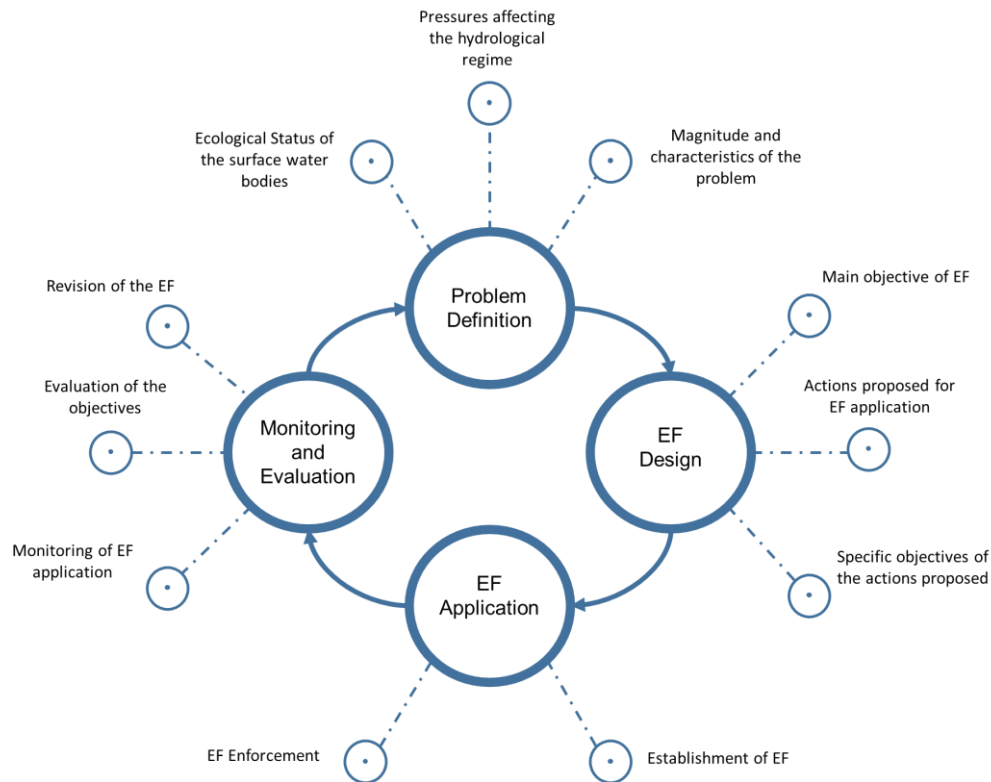 Pressures affecting
the hydrological
regime
Ecological Status of
the surface water
bodies
Magnitude and
characteristics of the
problem
Problem
Definition
Revision of the EF
Main objective of EF
Evaluation of the
objectives
Actions proposed for
EF application
Monitoring
and
Evaluation
EF
Design
Monitoring of EF
application
Specific objectives of
the actions proposed
EF
Application
EF Enforcement
Establishment of EF